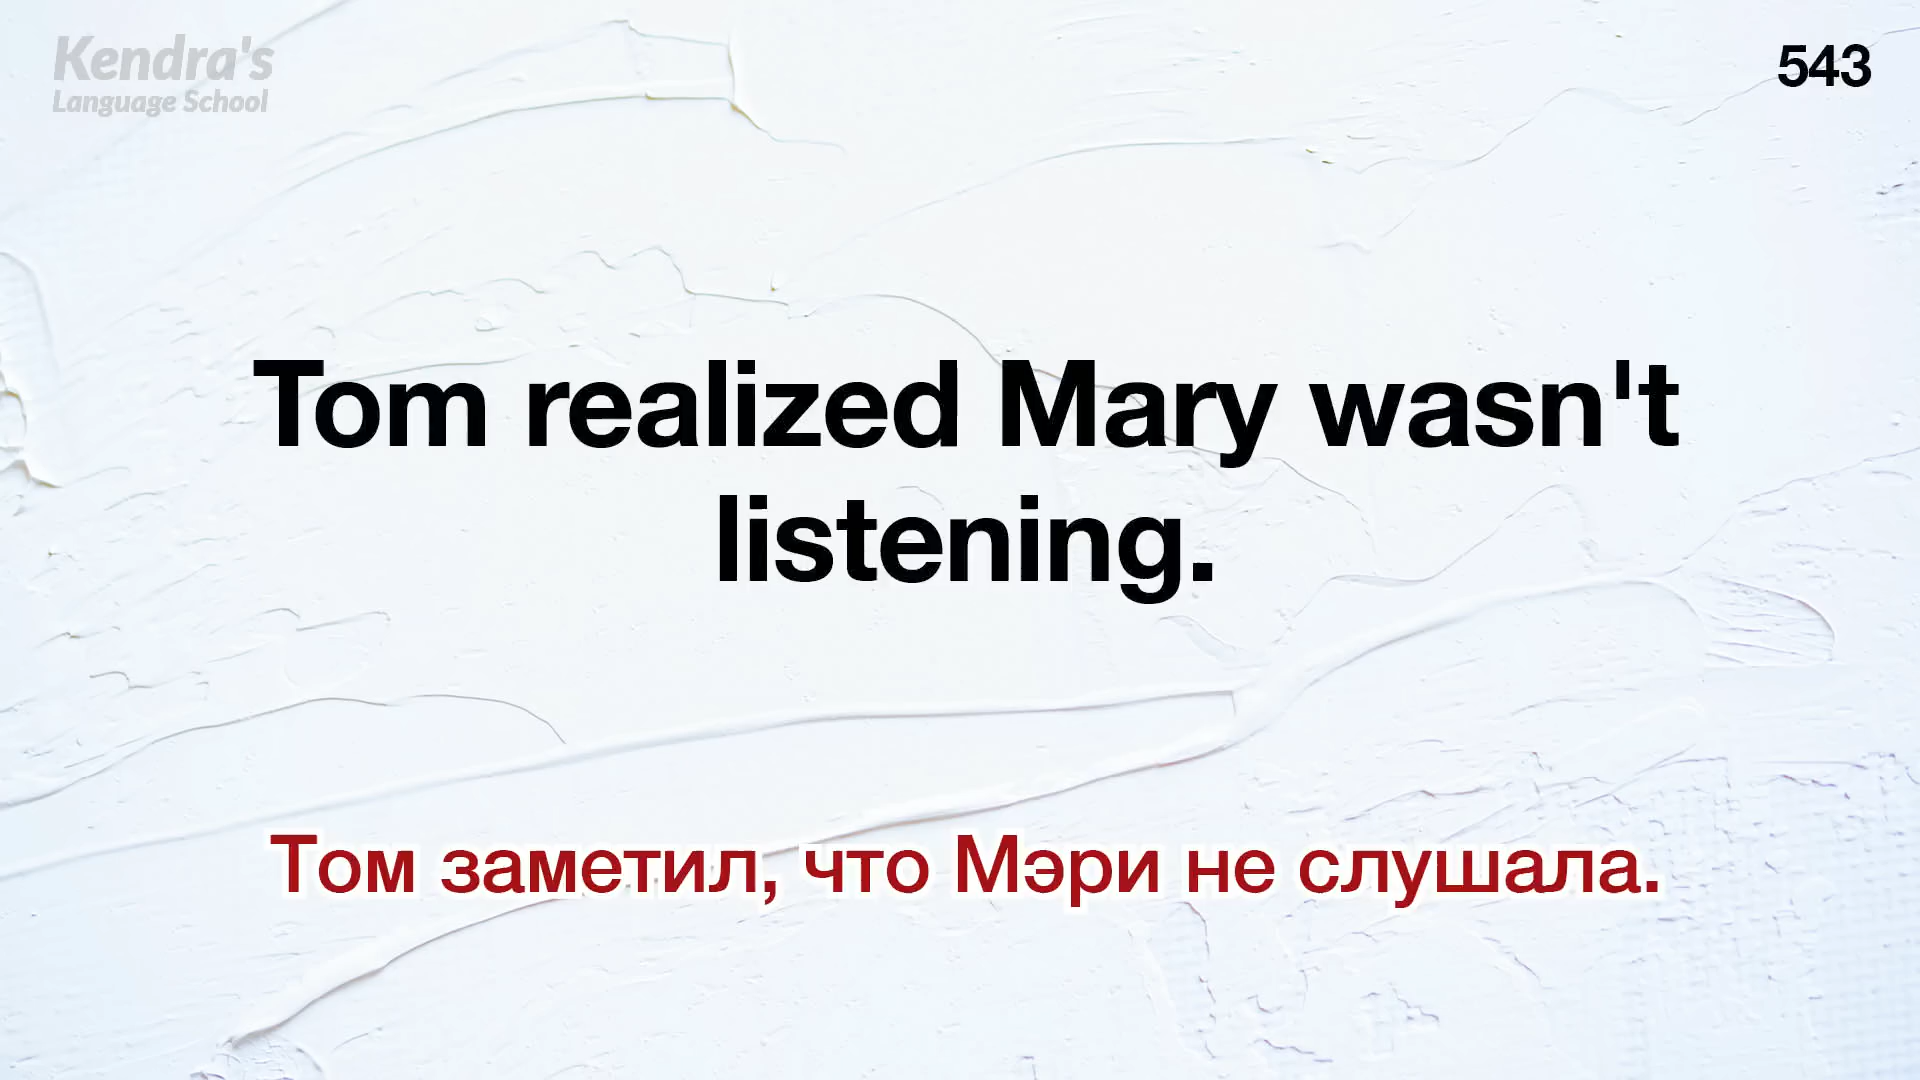 Kendra's
Language School
543
Tom realized Mary wasn't
listening.
Том заметил, что Мэри не слушала.